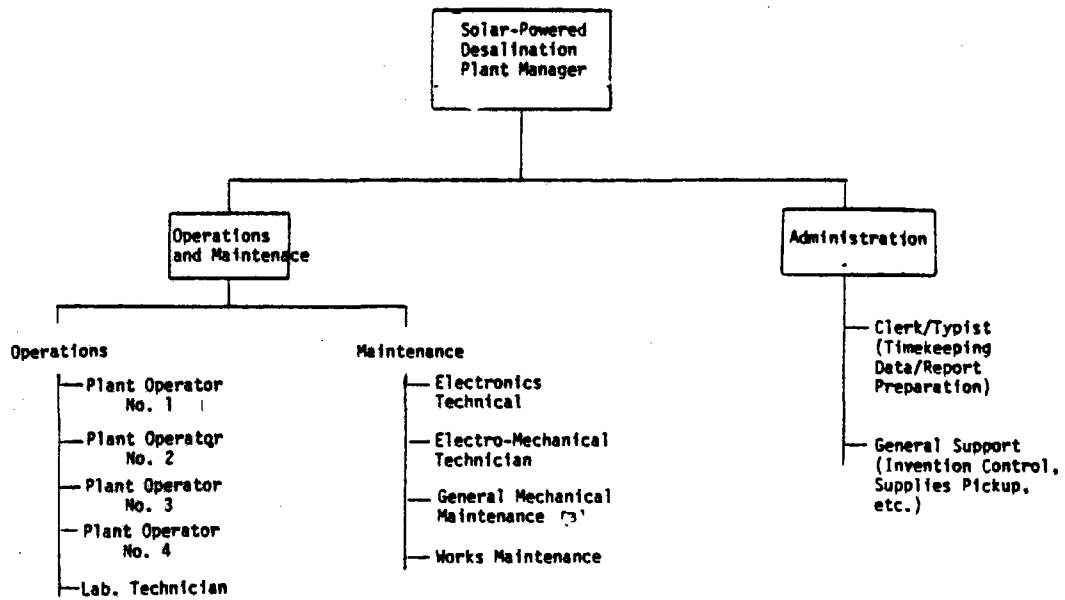 Solar-Powered
Desalination
Plant Manager
Operations
and Maintenace
Administration
Operations
Plant Operator
No. 1
Plant Operator
No. 2
Plant Operator
No. 3
Plant Operator
No. 4
Lab. Technician
Maintenance
Electronics
Technical
Electro-Mechanical
Technician
General Mechanical
Maintenance
Works Maintenance
Clerk/Typist
(Timekeeping
Data/Report
Preparation)
General Support
(Invention Control,
Supplies Pickup,
etc.)